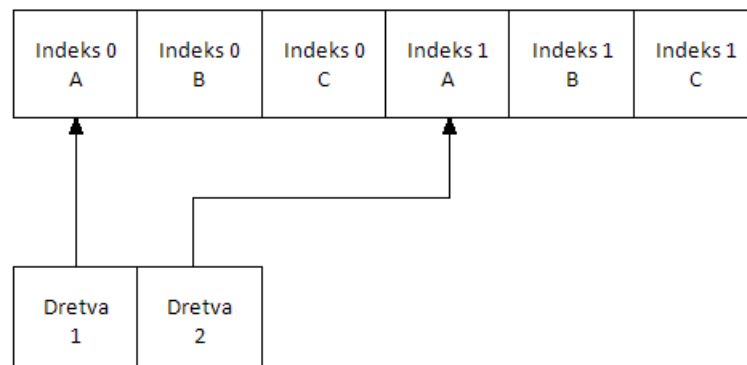 Indeks 0
A
Indeks 0
B
Indeks 0
C
Indeks 1
A
Indeks 1
B
Indeks 1
C
Dretva
1
Dretva
2